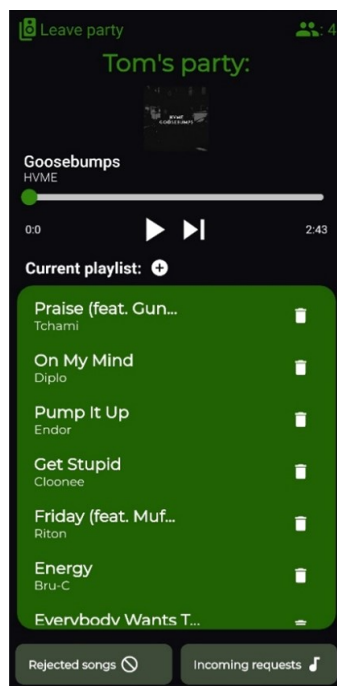 Leave party
: 4
Tom's party:
HVME
GOOSEBUMPS
Goosebumps
HVME
0:0
2:43
Current playlist:
Praise (feat. Gun...
Tchami
On My Mind
Diplo
Pump It Up
Endor
Get Stupid
Cloonee
Friday (feat. Muf...
Riton
Energy
Bru-C
Everybody Wants T...
Rejected songs
Incoming requests